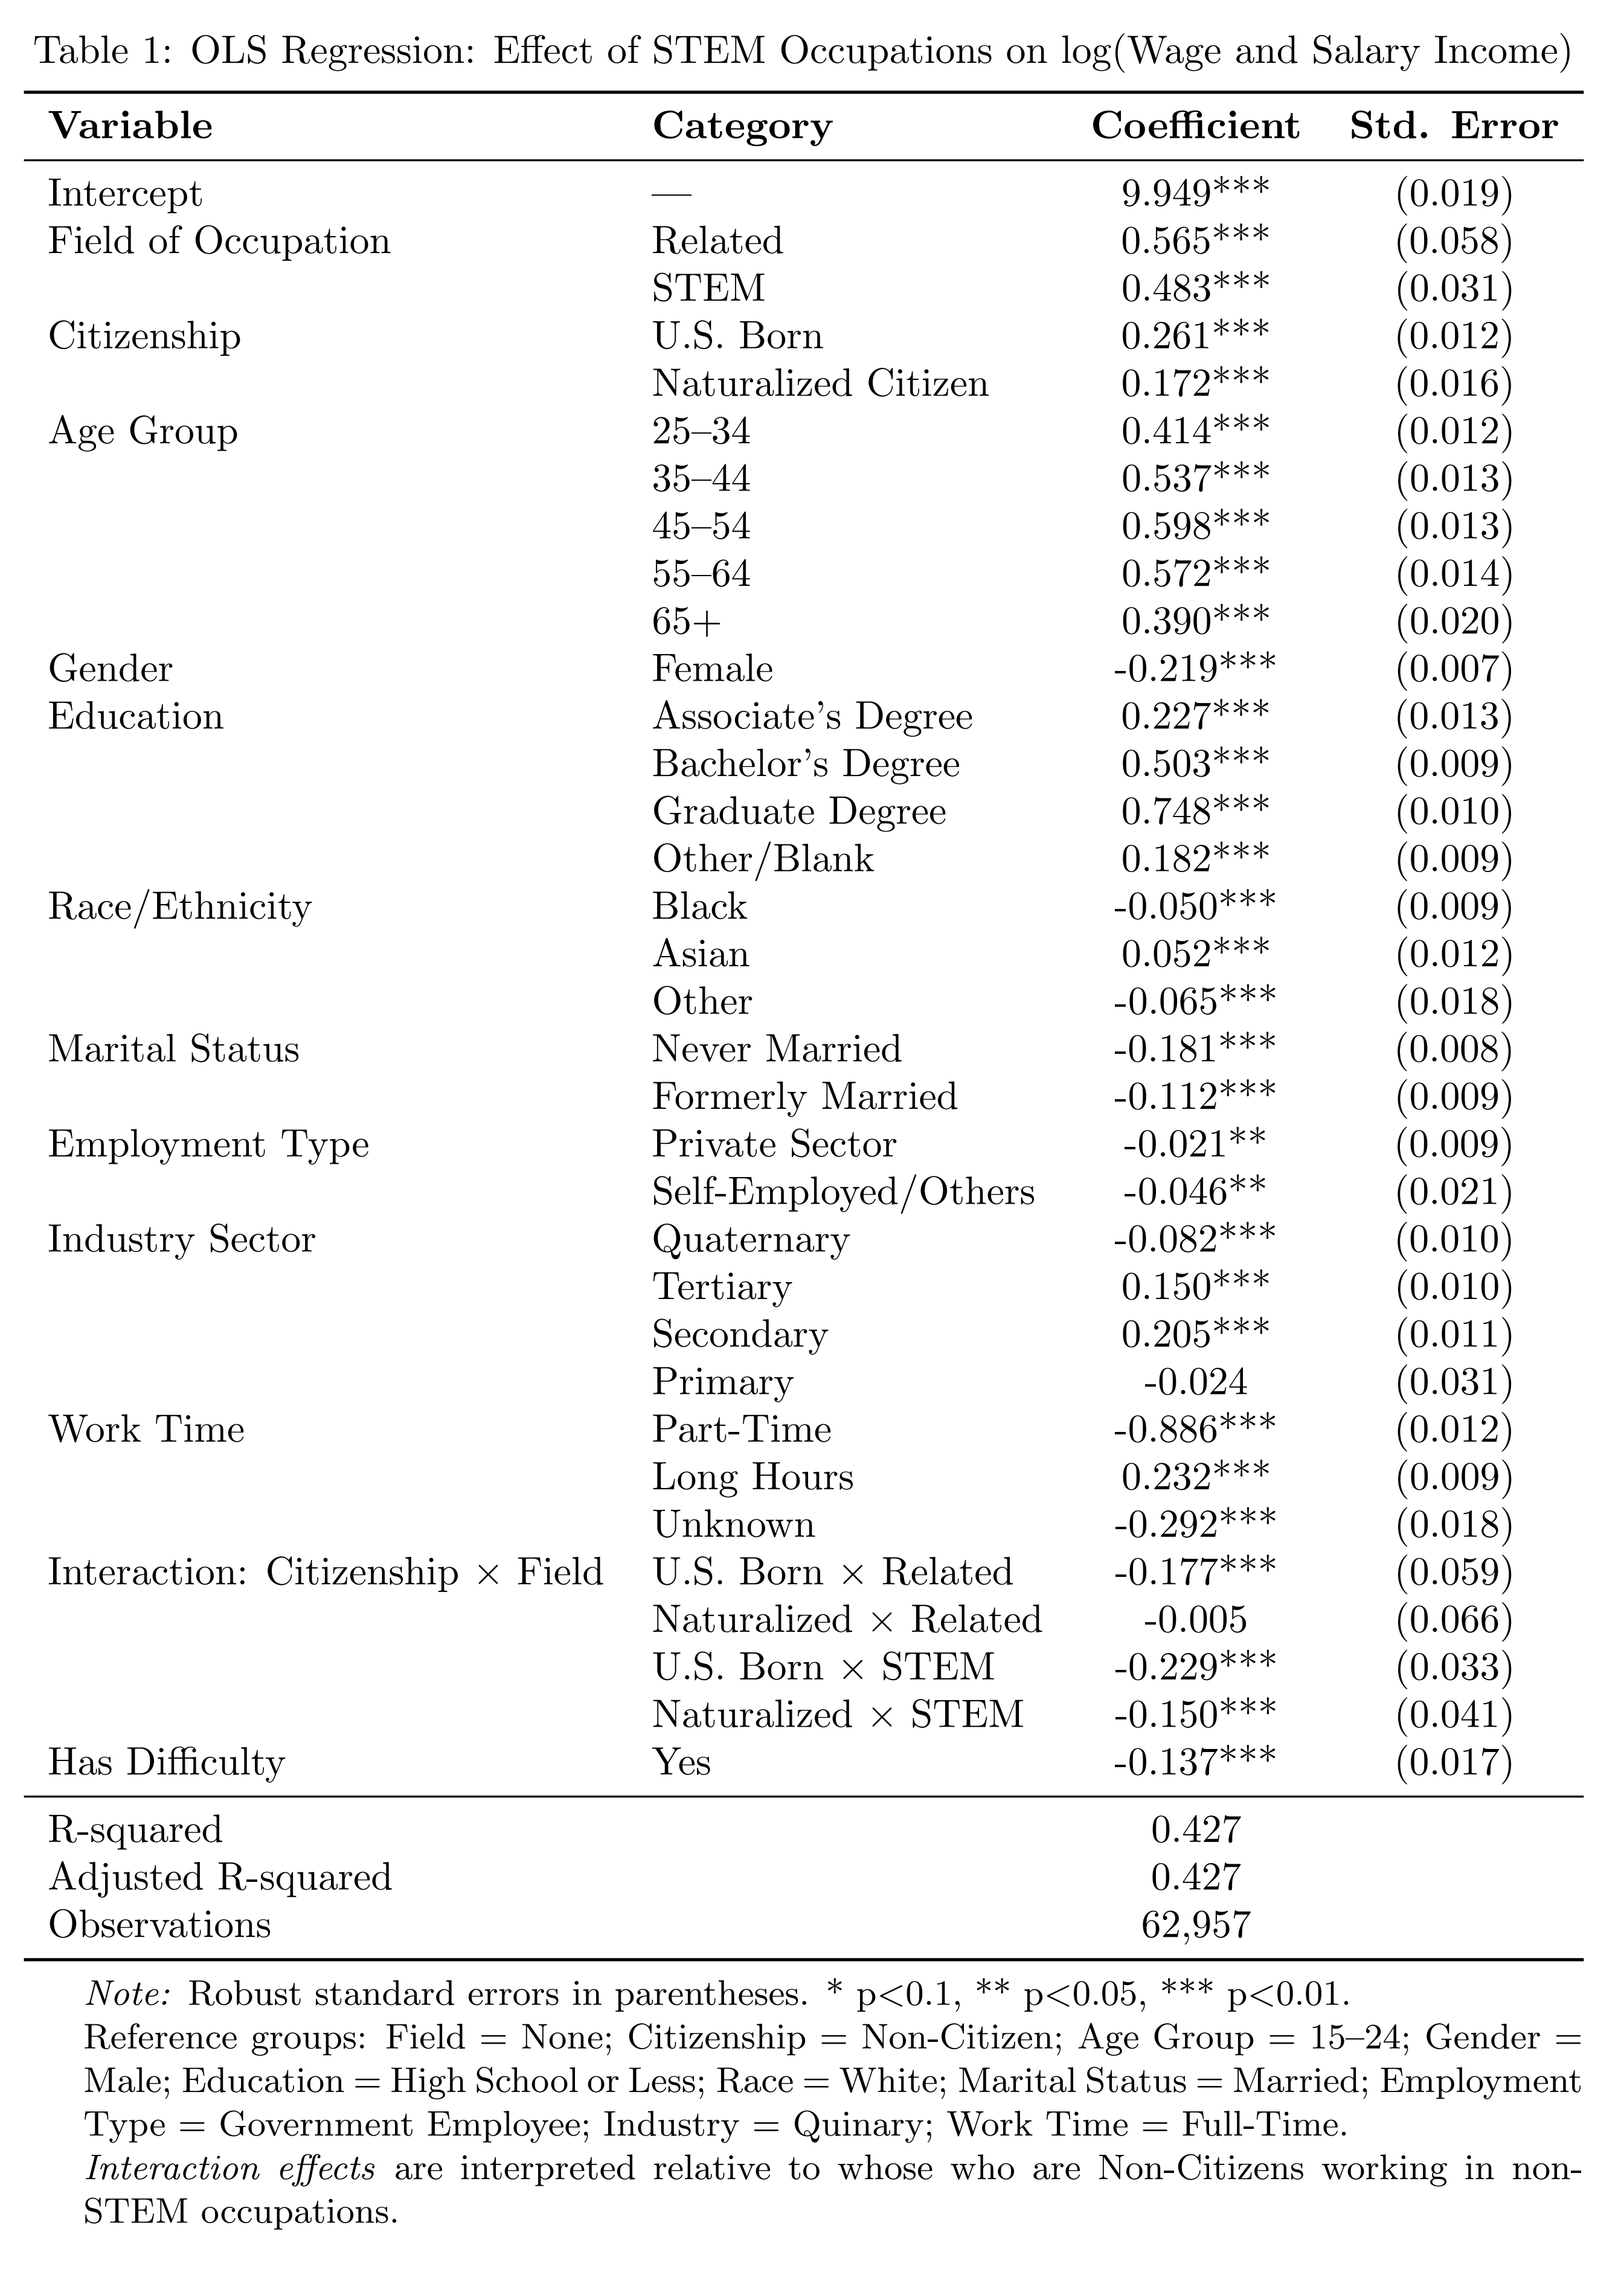 Table 1: OLS Regression: Effect of STEM Occupations on log(Wage and Salary Income)
Variable Category Coefficient Std. Error
Intercept — 9.949*** (0.019)
Field of Occupation Related 0.565*** (0.058)
STEM 0.483*** (0.031)
Citizenship U.S. Born 0.261*** (0.012)
Naturalized Citizen 0.172*** (0.016)
Age Group 25–34 0.414*** (0.012)
35–44 0.537*** (0.013)
45–54 0.598*** (0.013)
55–64 0.572*** (0.014)
65+ 0.390*** (0.020)
Gender Female -0.219*** (0.007)
Education Associate's Degree 0.227*** (0.013)
Bachelor's Degree 0.503*** (0.009)
Graduate Degree 0.748*** (0.010)
Other/Blank 0.182*** (0.009)
Race/Ethnicity Black -0.050*** (0.009)
Asian 0.052*** (0.012)
Other -0.065*** (0.018)
Marital Status Never Married -0.181*** (0.008)
Formerly Married -0.112*** (0.009)
Employment Type Private Sector -0.021** (0.009)
Self-Employed/Others -0.046** (0.021)
Industry Sector Quaternary -0.082*** (0.010)
Tertiary 0.150*** (0.010)
Secondary 0.205*** (0.011)
Primary -0.024 (0.031)
Work Time Part-Time -0.886*** (0.012)
Long Hours 0.232*** (0.009)
Unknown -0.292*** (0.018)
Interaction: Citizenship × Field U.S. Born × Related -0.177*** (0.059)
Naturalized × Related -0.005 (0.066)
U.S. Born × STEM -0.229*** (0.033)
Naturalized × STEM -0.150*** (0.041)
Has Difficulty Yes -0.137*** (0.017)
R-squared 0.427
Adjusted R-squared 0.427
Observations 62,957
Note: Robust standard errors in parentheses. * p<0.1, ** p<0.05, *** p<0.01.
Reference groups: Field = None; Citizenship = Non-Citizen; Age Group = 15–24; Gender =
Male; Education = High School or Less; Race = White; Marital Status = Married; Employment
Type = Government Employee; Industry = Quinary; Work Time = Full-Time.
Interaction effects are interpreted relative to whose who are Non-Citizens working in non-
STEM occupations.